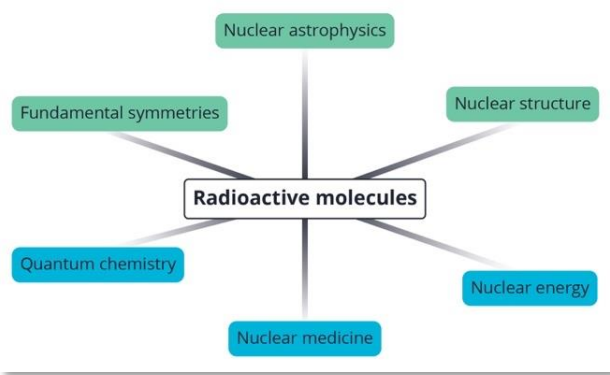 Nuclear astrophysics
Fundamental symmetries
Nuclear structure
Radioactive molecules
Quantum chemistry
Nuclear energy
Nuclear medicine